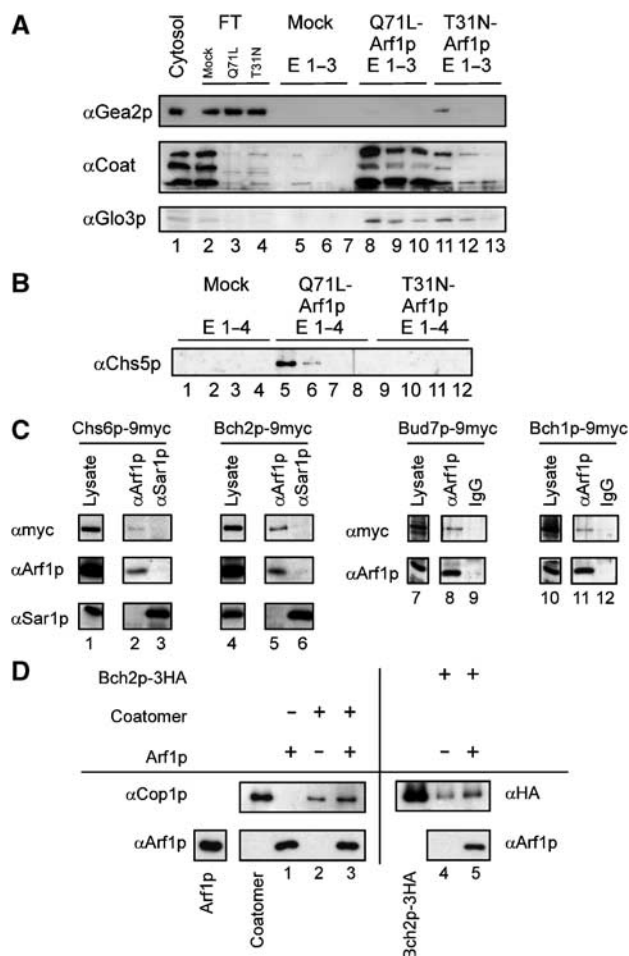 A
Cytosol
FT
Mock
Q71L
T31N
Mock
E 1–3
Q71L-
Arf1p
E 1–3
T31N-
Arf1p
E 1–3
αGea2p
αCoat
αGlo3p
1 2 3 4 5 6 7 8 9 10 11 12 13
B
Mock
E 1–4
Q71L-
Arf1p
E 1–4
T31N-
Arf1p
E 1–4
αChs5p
1 2 3 4 5 6 7 8 9 10 11 12
C
Chs6p-9myc
Bch2p-9myc
Bud7p-9myc
Bch1p-9myc
Lysate
αArf1p
αSar1p
Lysate
αArf1p
αSar1p
Lysate
αArf1p
IgG
Lysate
αArf1p
IgG
αmyc
αmyc
αArf1p
αArf1p
7 8 9 10 11 12
αSar1p
1 2 3 4 5 6
D
Bch2p-3HA + +
Coatomer – + +
Arf1p + – + – +
αCop1p
αHA
αArf1p
αArf1p
1 2 3 4 5
Arf1p
Coatomer
Bch2p-3HA